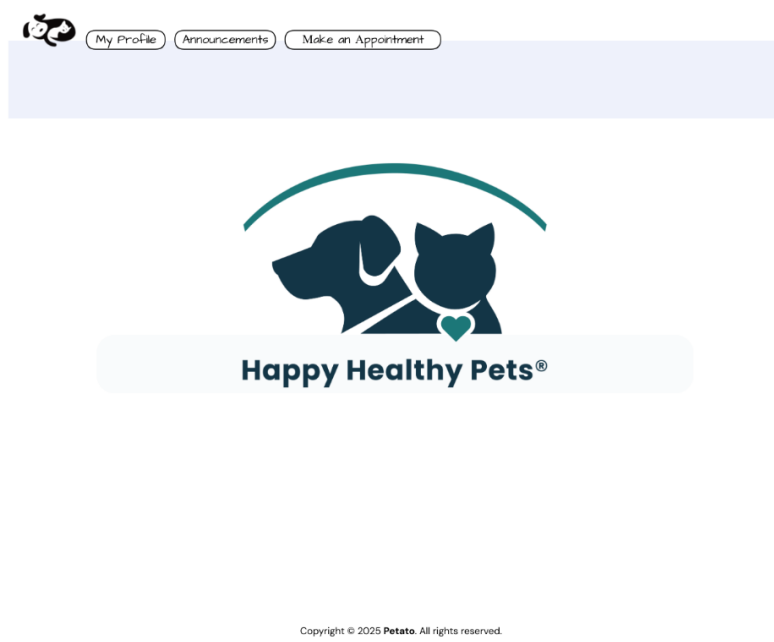 My Profile
Announcements
Make an Appointment
Happy Healthy Pets®
Copyright © 2025 Petato. All rights reserved.